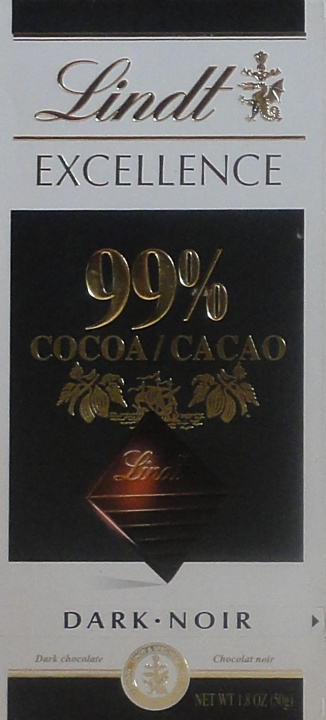 Lindt
EXCELLENCE
99%
COCOA / CACAO
Lindt
DARK · NOIR
Dark chocolate Chocolat noir
NET WT 1.8 OZ (50g)